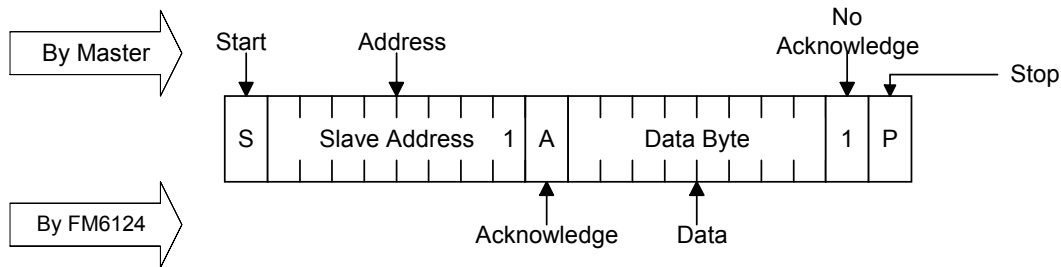 By Master
Start
Address
No
Acknowledge
Stop
S Slave Address 1 A Data Byte 1 P
By FM6124
Acknowledge
Data